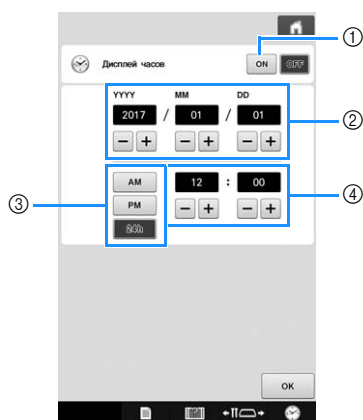 ①
Дисплей часов ON OFF
YYYY MM DD
2017 / 01 / 01
②
− + − + − +
③
AM 12 : 00
④
PM − + − +
24h
OK